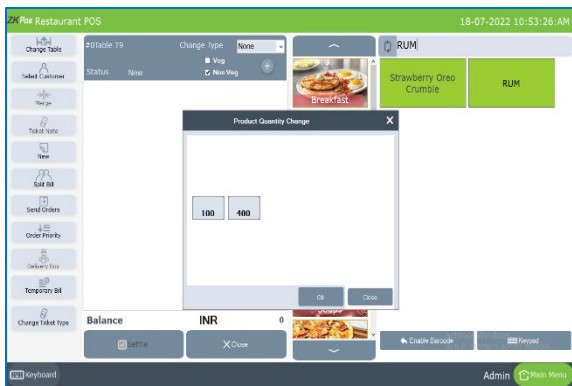 ZKPos Restaurant POS
18-07-2022 10:53:26:AM
Change Table
Select Customer
Merge
Ticket Note
New
Split Bill
Send Orders
Order Priority
Delivery Boy
Temporary Bill
Change Ticket Type
#0Table 19
Change Type None
Veg
Non Veg
Status New
Breakfast
RUM
Strawberry Oreo
Crumble
RUM
Product Quantity Change X
100 400
Ok Close
Balance INR 0
Settle XClose
Soups
Enable Barcode Keypad
Keyboard
Admin Main Menu